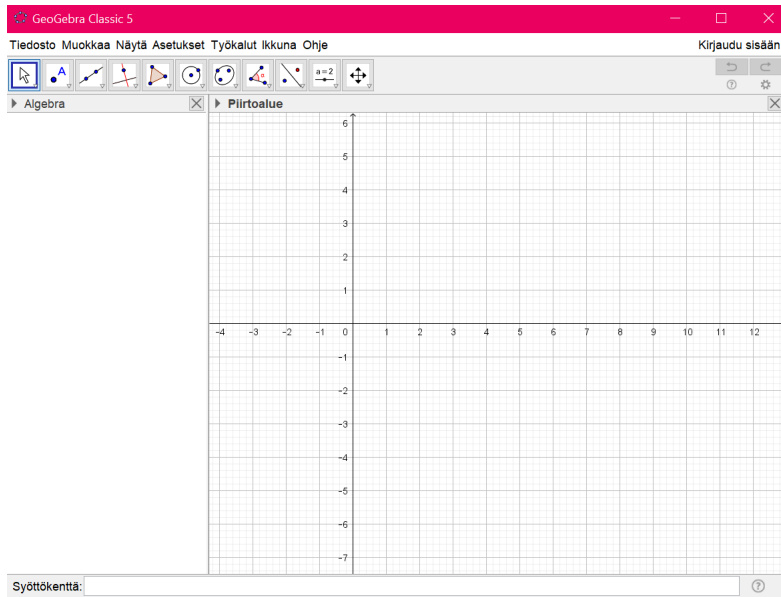 GeoGebra Classic 5
Tiedosto Muokkaa Näytä Asetukset Työkalut Ikkuna Ohje
Kirjaudu sisään
A
a=2
Algebra
Piirtoalue
6
5
4
3
2
1
-4 -3 -2 -1 0 1 2 3 4 5 6 7 8 9 10 11 12
-1
-2
-3
-4
-5
-6
-7
Syöttökenttä: